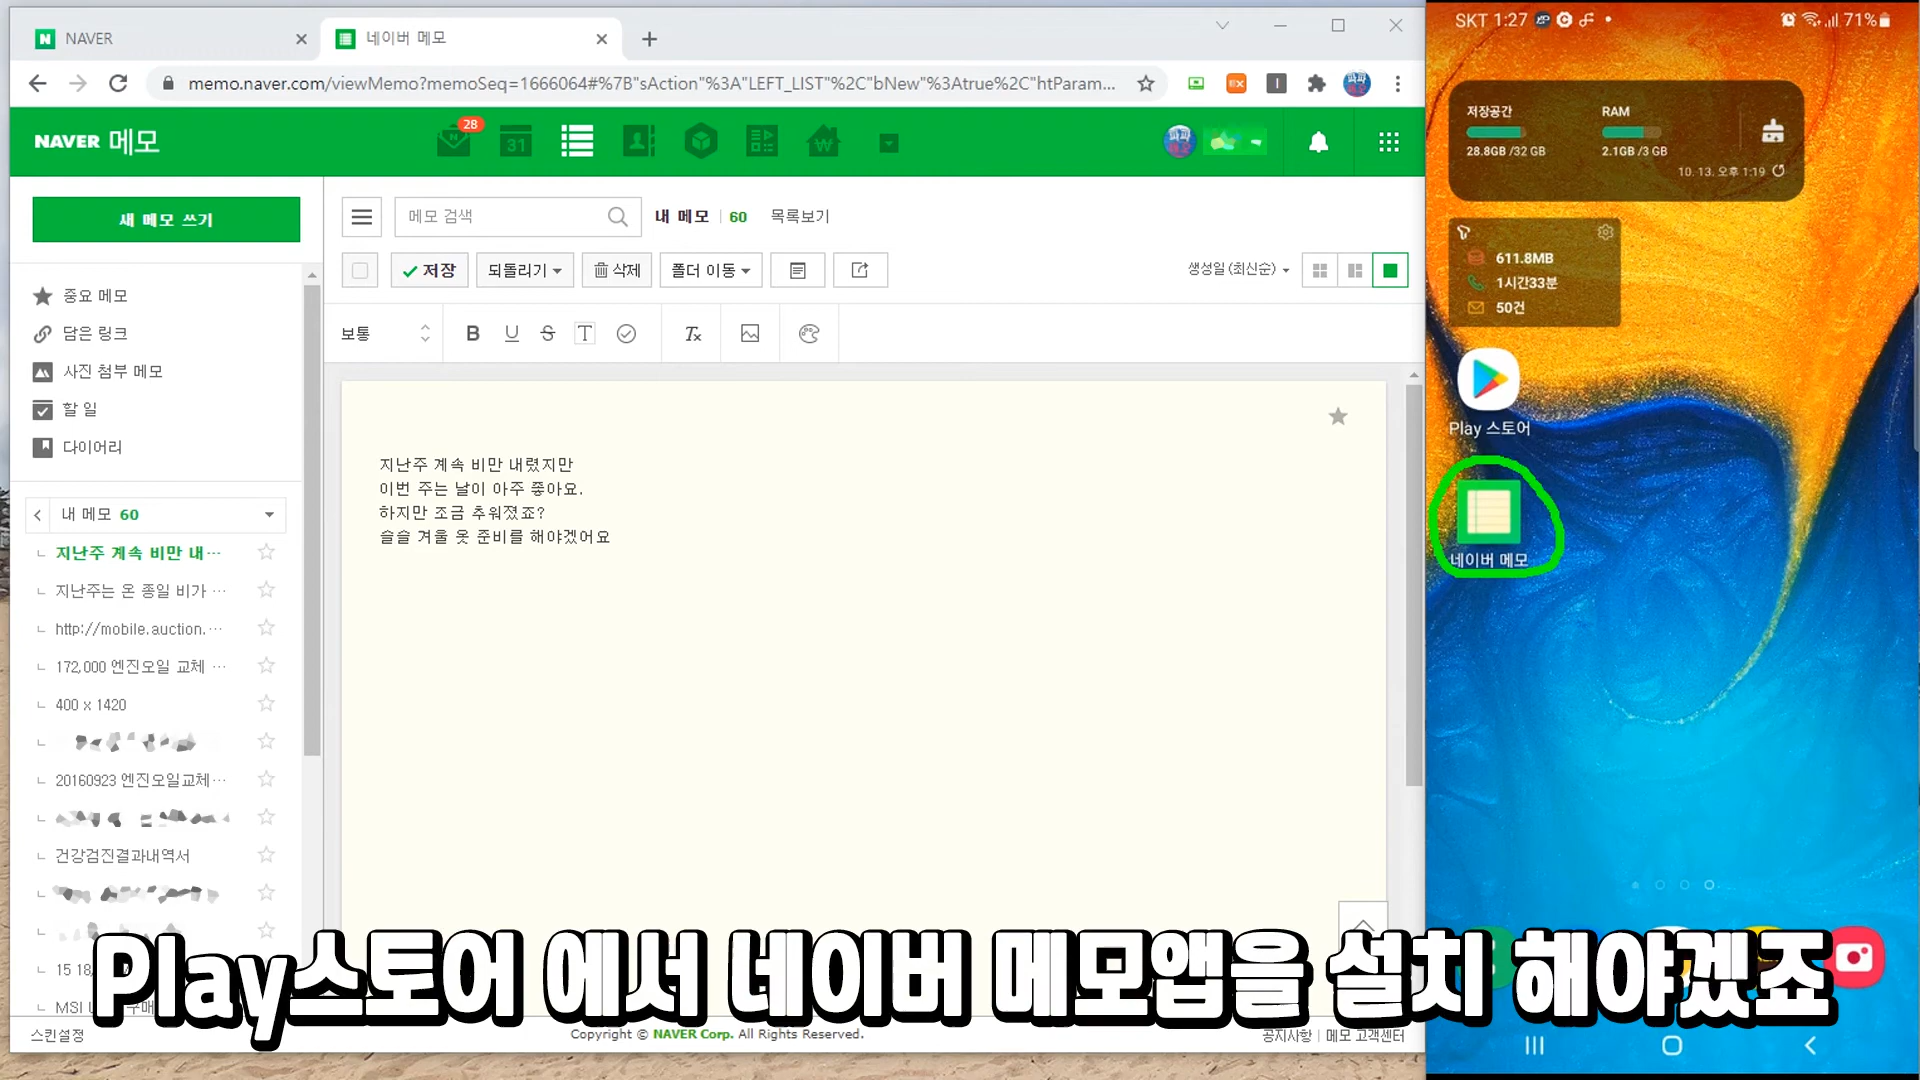 NAVER
네이버 메모
memo.naver.com/viewMemo?memoSeq=1666064#%7B"sAction"%3A"LEFT_LIST"%2C"bNew"%3Atrue%2C"htParam...
NAVER 메모
28
31
새 메모 쓰기
메모 검색
내 메모 60
목록보기
저장
되돌리기
삭제
폴더 이동
생성일(최신순)
보통
B U S T Tx
중요 메모
담은 링크
사진 첨부 메모
할 일
다이어리
내 메모 60
지난주 계속 비만 내···
지난주는 온 종일 비가 ···
http://mobile.auction.···
172,000 엔진오일 교체 ···
400 x 1420
20160923 엔진오일교체···
건강검진결과내역서
15 18,
MSI
구매
스킨설정
지난주 계속 비만 내렸지만
이번 주는 날이 아주 좋아요.
하지만 조금 추워졌죠?
슬슬 겨울 옷 준비를 해야겠어요
Copyright © NAVER Corp. All Rights Reserved.
공지사항 | 메모 고객센터
SKT 1:27
71%
저장공간
RAM
28.8GB /32 GB
2.1GB /3 GB
10. 13. 오후 1:19
611.8MB
1시간33분
50건
Play 스토어
네이버 메모
Play스토어 에서 네이버 메모앱을 설치 해야겠죠